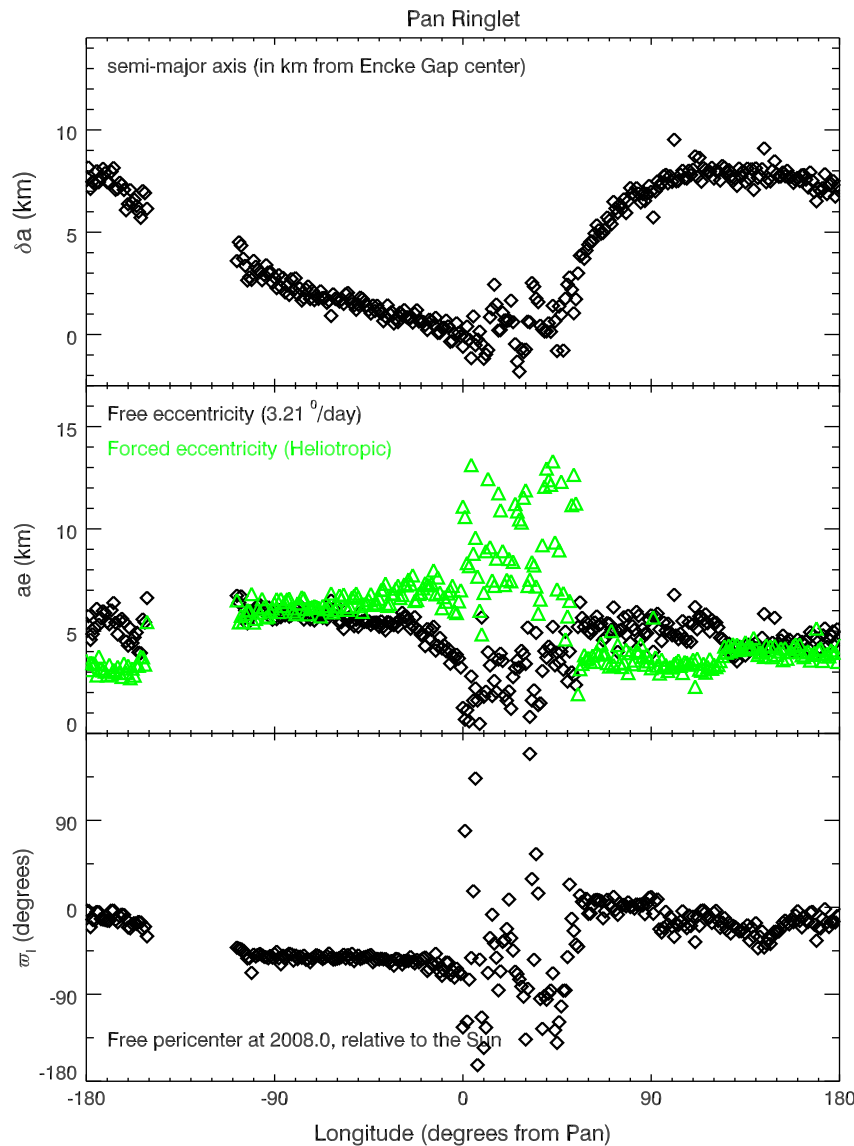 Pan Ringlet
semi-major axis (in km from Encke Gap center)
10
5
0
δa (km)
Free eccentricity (3.21 ⁰/day)
Forced eccentricity (Heliotropic)
15
10
5
0
ae (km)
90
0
-90
-180
ϖₗ (degrees)
Free pericenter at 2008.0, relative to the Sun
-180 -90 0 90 180
Longitude (degrees from Pan)